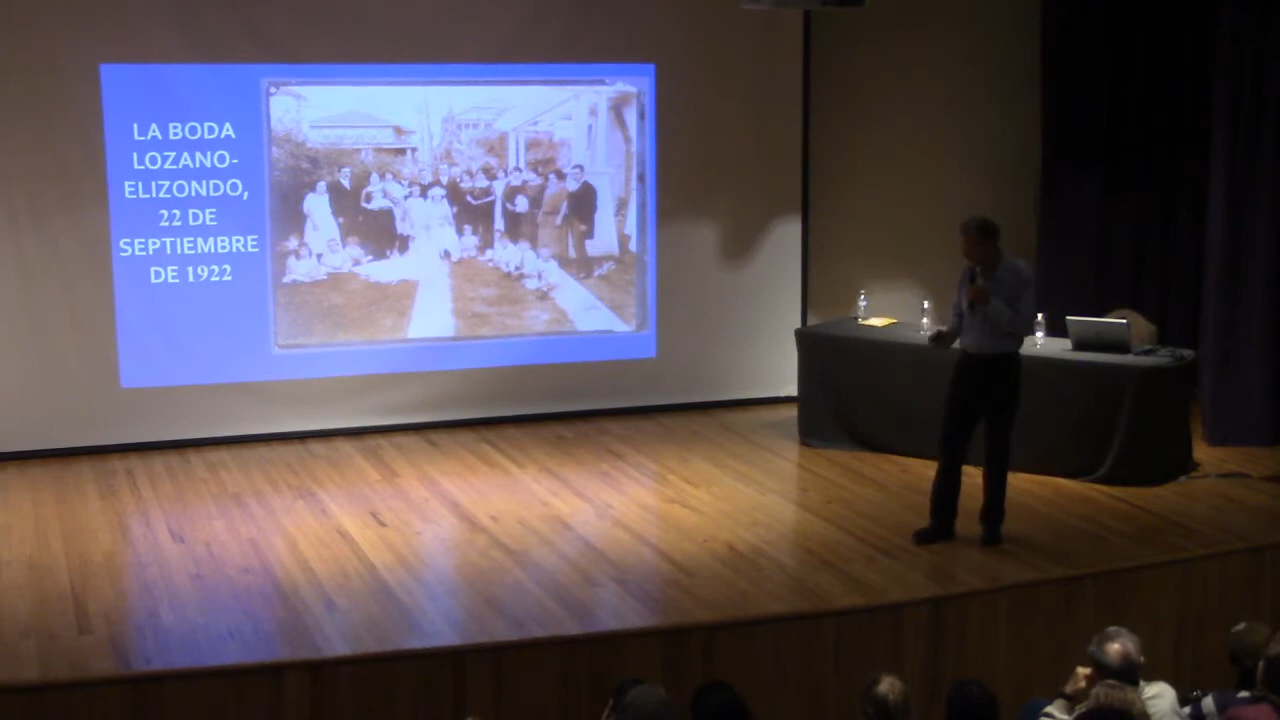 LA BODA
LOZANO-
ELIZONDO,
22 DE
SEPTIEMBRE
DE 1922